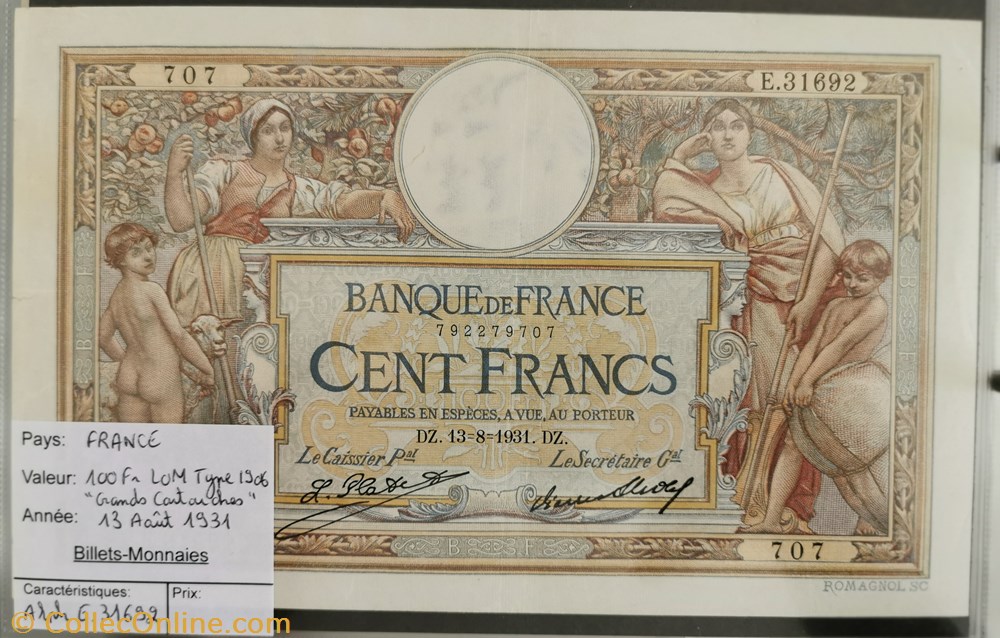 707
E.31692
BANQUE DE FRANCE
792279707
CENT FRANCS
PAYABLES EN ESPÈCES, A VUE, AU PORTEUR
DZ. 13=8=1931. DZ.
Le Caissier Pal
Le Secrétaire Gal
B F
707
ROMAGNOL SC
Pays: FRANCE
Valeur: 100 Fr LOM Type 1906
"Grands Cartouches"
Année: 13 Août 1931
Billets-Monnaies
Caractéristiques:
Prix:
Alph E 31692
© CollecOnline.com